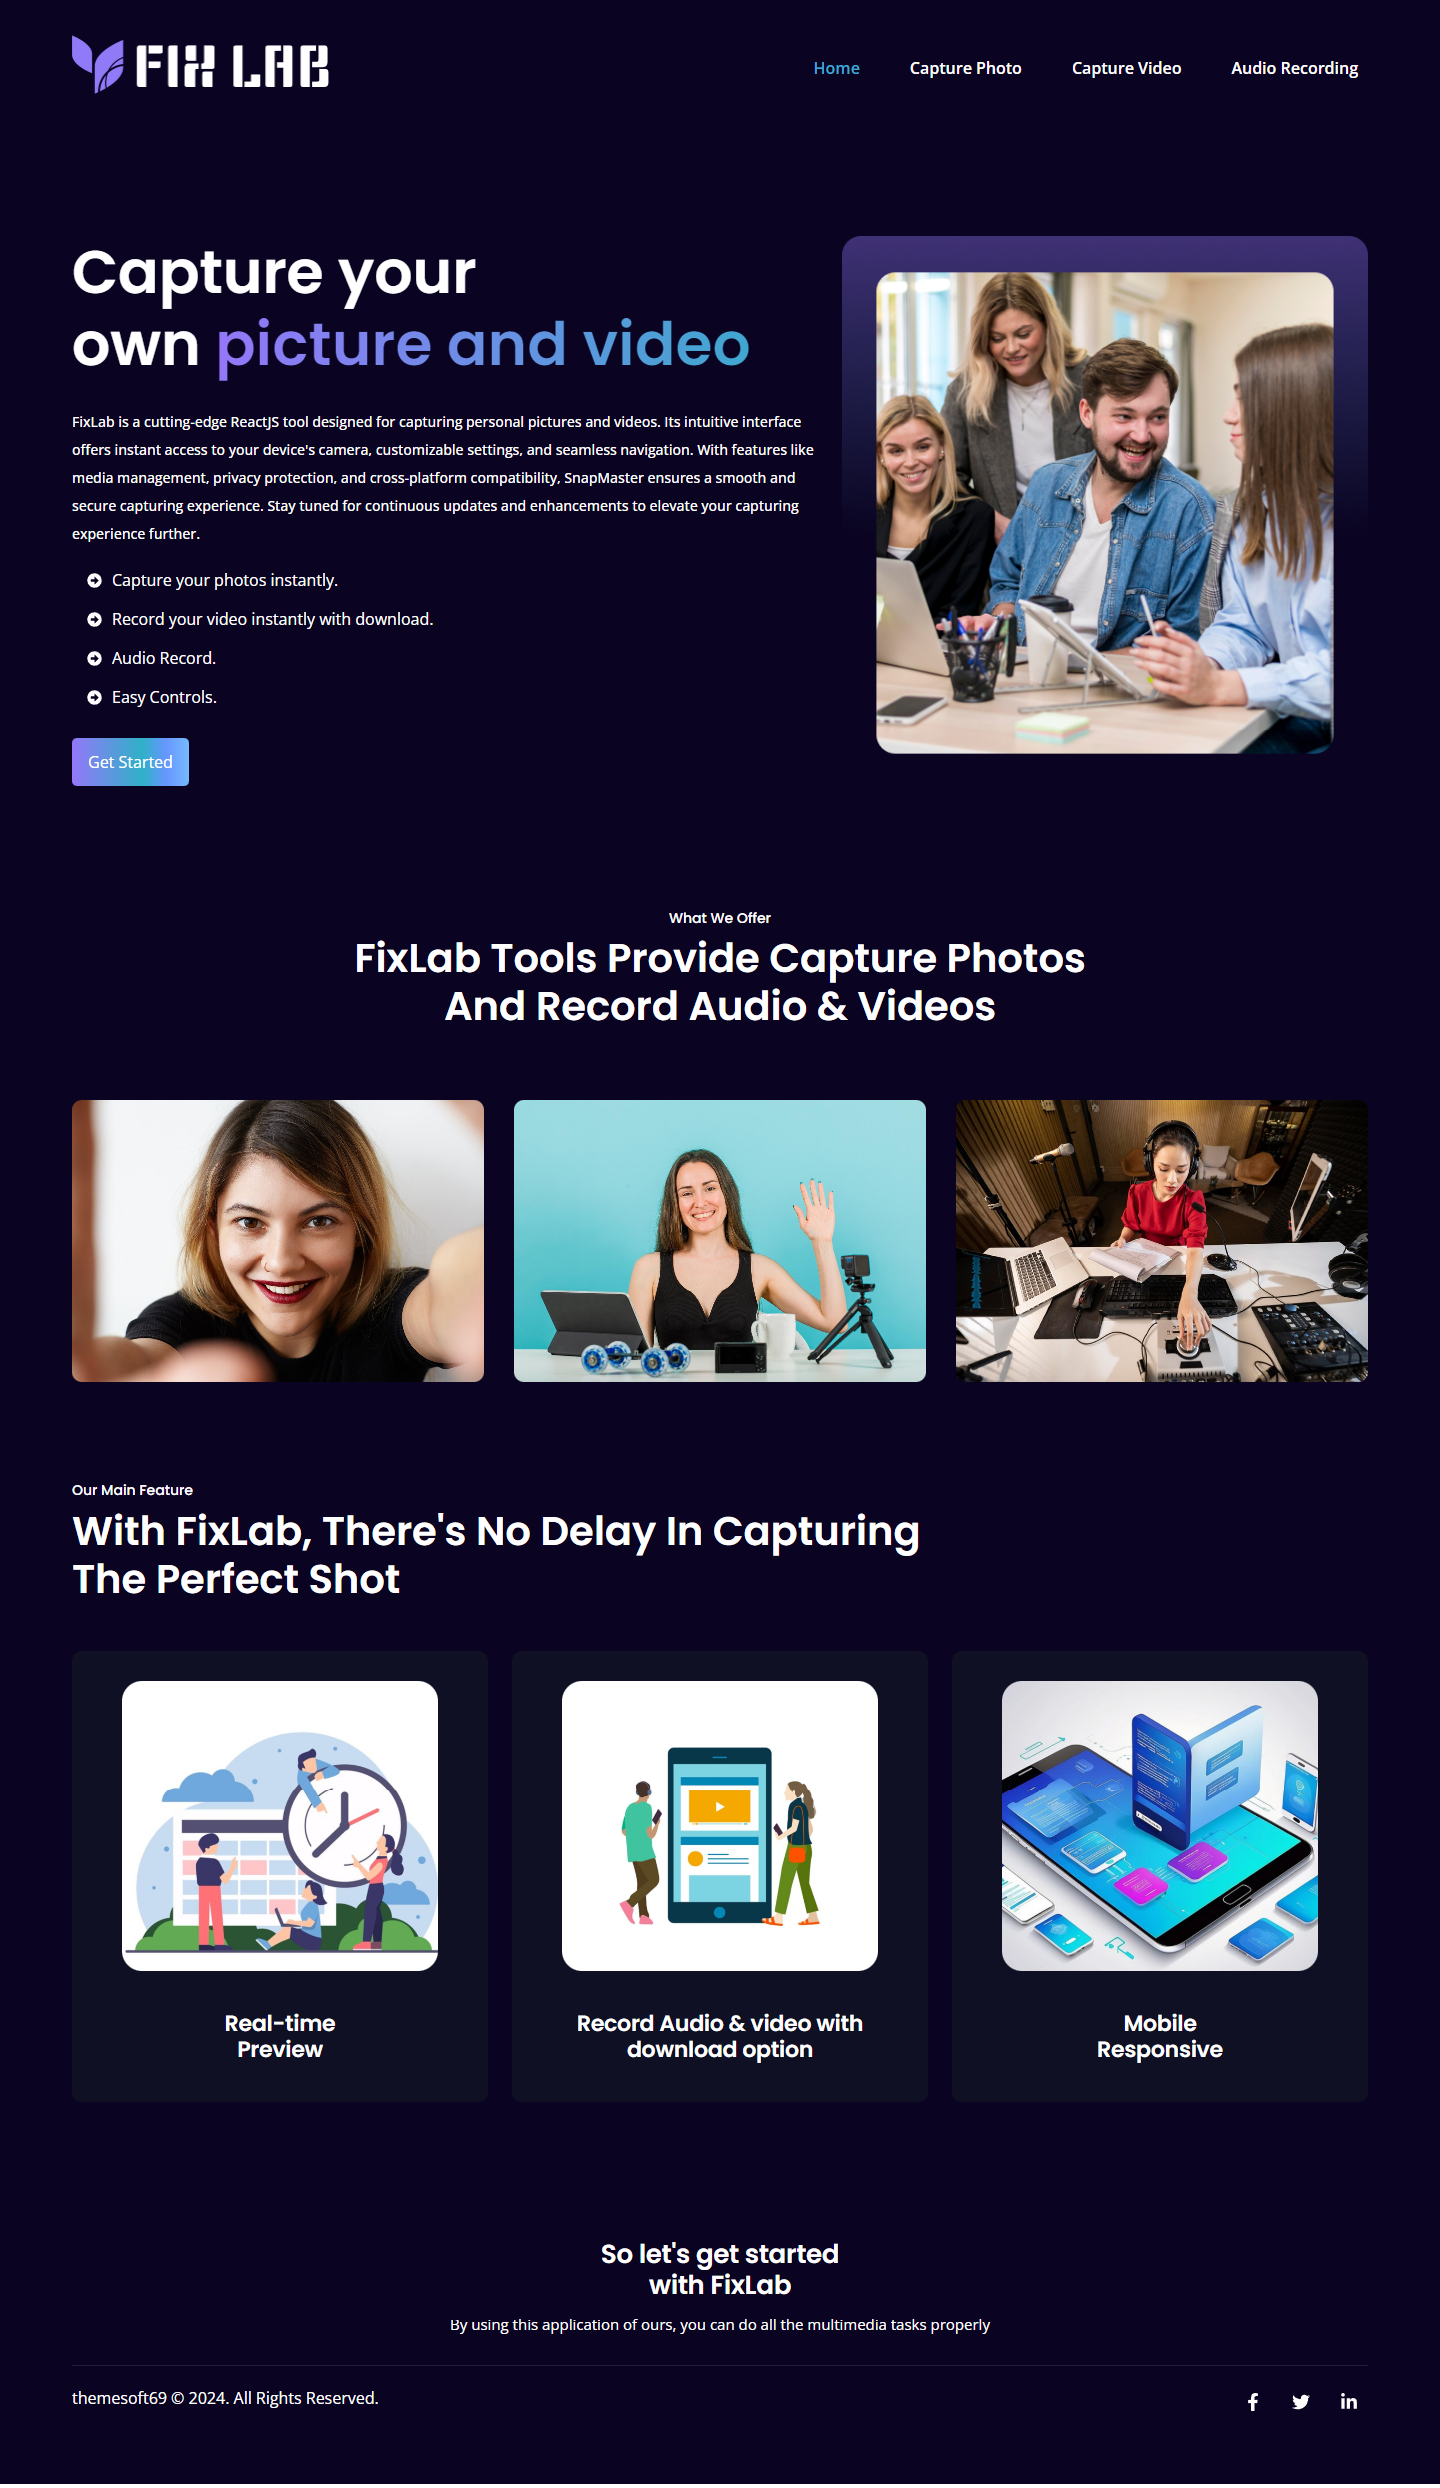 FIX LAB
Home
Capture Photo
Capture Video
Audio Recording
Capture your
own picture and video
FixLab is a cutting-edge ReactJS tool designed for capturing personal pictures and videos. Its intuitive interface
offers instant access to your device's camera, customizable settings, and seamless navigation. With features like
media management, privacy protection, and cross-platform compatibility, SnapMaster ensures a smooth and
secure capturing experience. Stay tuned for continuous updates and enhancements to elevate your capturing
experience further.
Capture your photos instantly.
Record your video instantly with download.
Audio Record.
Easy Controls.
Get Started
What We Offer
FixLab Tools Provide Capture Photos
And Record Audio & Videos
Our Main Feature
With FixLab, There's No Delay In Capturing
The Perfect Shot
Real-time
Preview
Record Audio & video with
download option
Mobile
Responsive
So let's get started
with FixLab
By using this application of ours, you can do all the multimedia tasks properly
themesoft69 © 2024. All Rights Reserved.